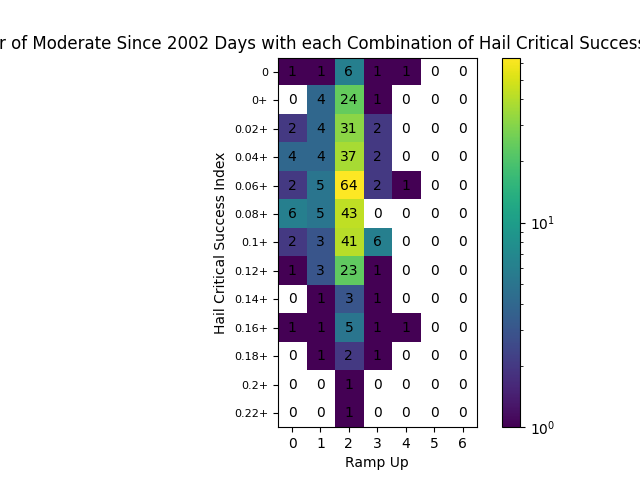 r of Moderate Since 2002 Days with each Combination of Hail Critical Success
Hail Critical Success Index
0 1 1 6 1 1 0 0
0+ 0 4 24 1 0 0 0
0.02+ 2 4 31 2 0 0 0
0.04+ 4 4 37 2 0 0 0
0.06+ 2 5 64 2 1 0 0
0.08+ 6 5 43 0 0 0 0
0.1+ 2 3 41 6 0 0 0
0.12+ 1 3 23 1 0 0 0
0.14+ 0 1 3 1 0 0 0
0.16+ 1 1 5 1 1 0 0
0.18+ 0 1 2 1 0 0 0
0.2+ 0 0 1 0 0 0 0
0.22+ 0 0 1 0 0 0 0
0 1 2 3 4 5 6
Ramp Up
10¹
10⁰